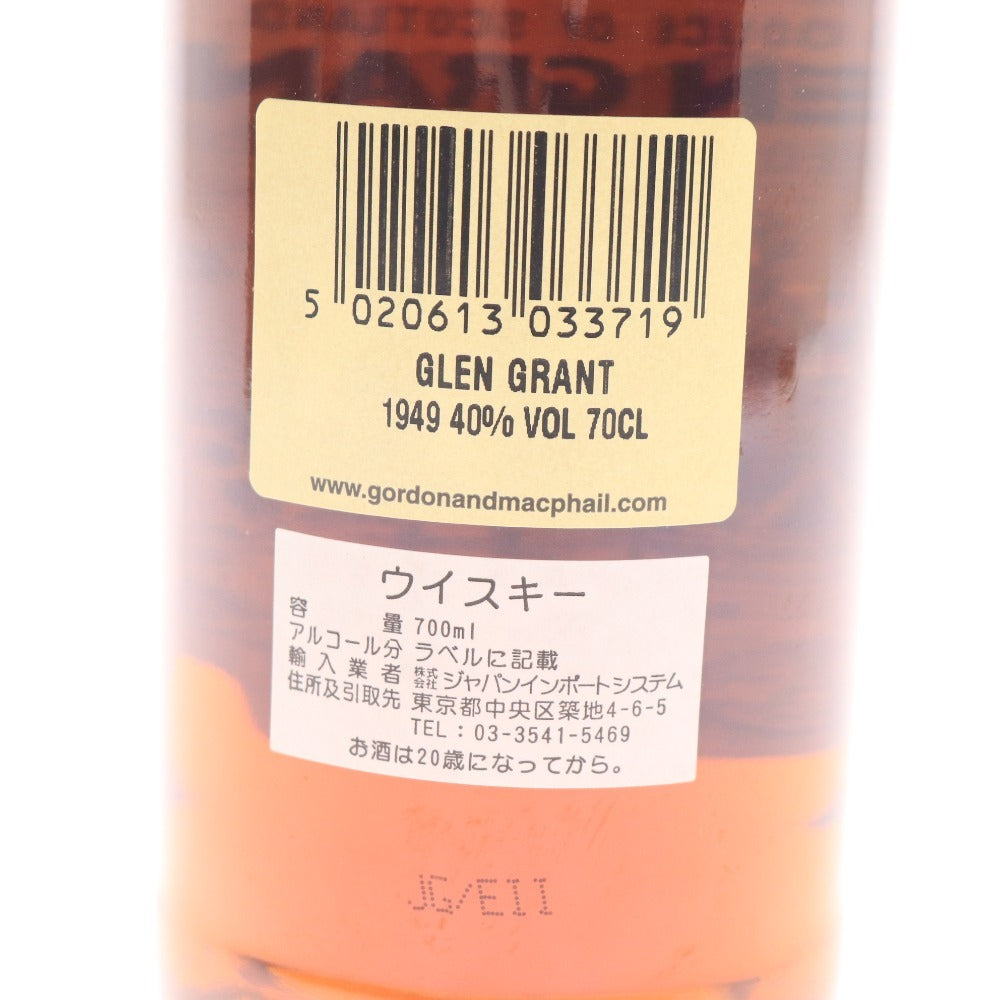 5 020613 033719
GLEN GRANT
1949 40% VOL 70CL
www.gordonandmacphail.com
ウイスキー
容量 700ml
アルコール分 ラベルに記載
輸入業者 株式会社ジャパンインポートシステム
住所及引取先 東京都中央区築地4-6-5
TEL：03-3541-5469
お酒は20歳になってから。
JG/EII